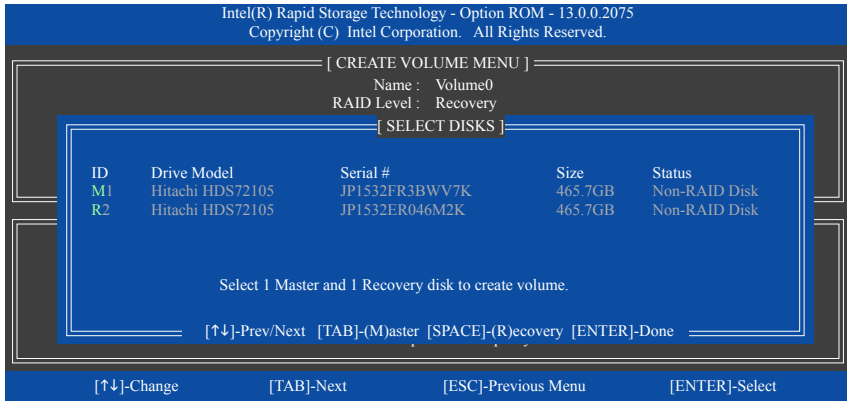 Intel(R) Rapid Storage Technology - Option ROM - 13.0.0.2075
Copyright (C) Intel Corporation. All Rights Reserved.
[ CREATE VOLUME MENU ]
Name : Volume0
RAID Level : Recovery
[ SELECT DISKS ]
ID Drive Model Serial # Size Status
M1 Hitachi HDS72105 JP1532FR3BWV7K 465.7GB Non-RAID Disk
R2 Hitachi HDS72105 JP1532ER046M2K 465.7GB Non-RAID Disk
Select 1 Master and 1 Recovery disk to create volume.
[↑↓]-Prev/Next [TAB]-(M)aster [SPACE]-(R)ecovery [ENTER]-Done
[↑↓]-Change [TAB]-Next [ESC]-Previous Menu [ENTER]-Select